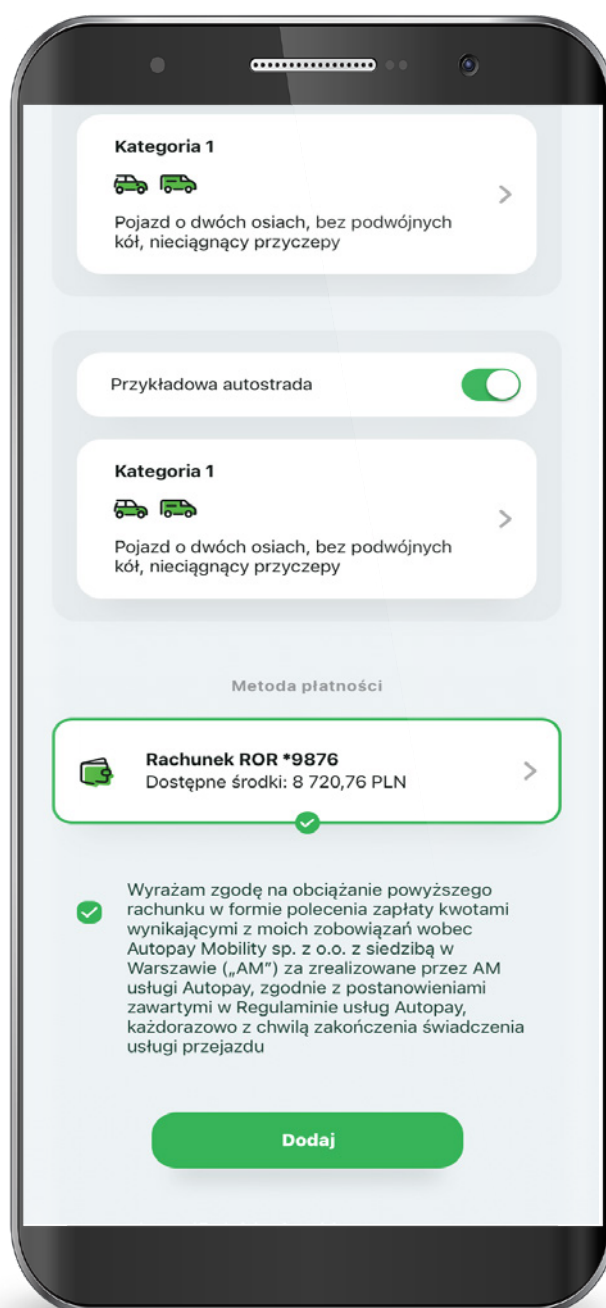 Kategoria 1
Pojazd o dwóch osiach, bez podwójnych
kół, nieciągnący przyczepy
Przykładowa autostrada
Kategoria 1
Pojazd o dwóch osiach, bez podwójnych
kół, nieciągnący przyczepy
Metoda płatności
Rachunek ROR *9876
Dostępne środki: 8 720,76 PLN
Wyrażam zgodę na obciążanie powyższego
rachunku w formie polecenia zapłaty kwotami
wynikającymi z moich zobowiązań wobec
Autopay Mobility sp. z o.o. z siedzibą w
Warszawie („AM”) za zrealizowane przez AM
usługi Autopay, zgodnie z postanowieniami
zawartymi w Regulaminie usług Autopay,
każdorazowo z chwilą zakończenia świadczenia
usługi przejazdu
Dodaj